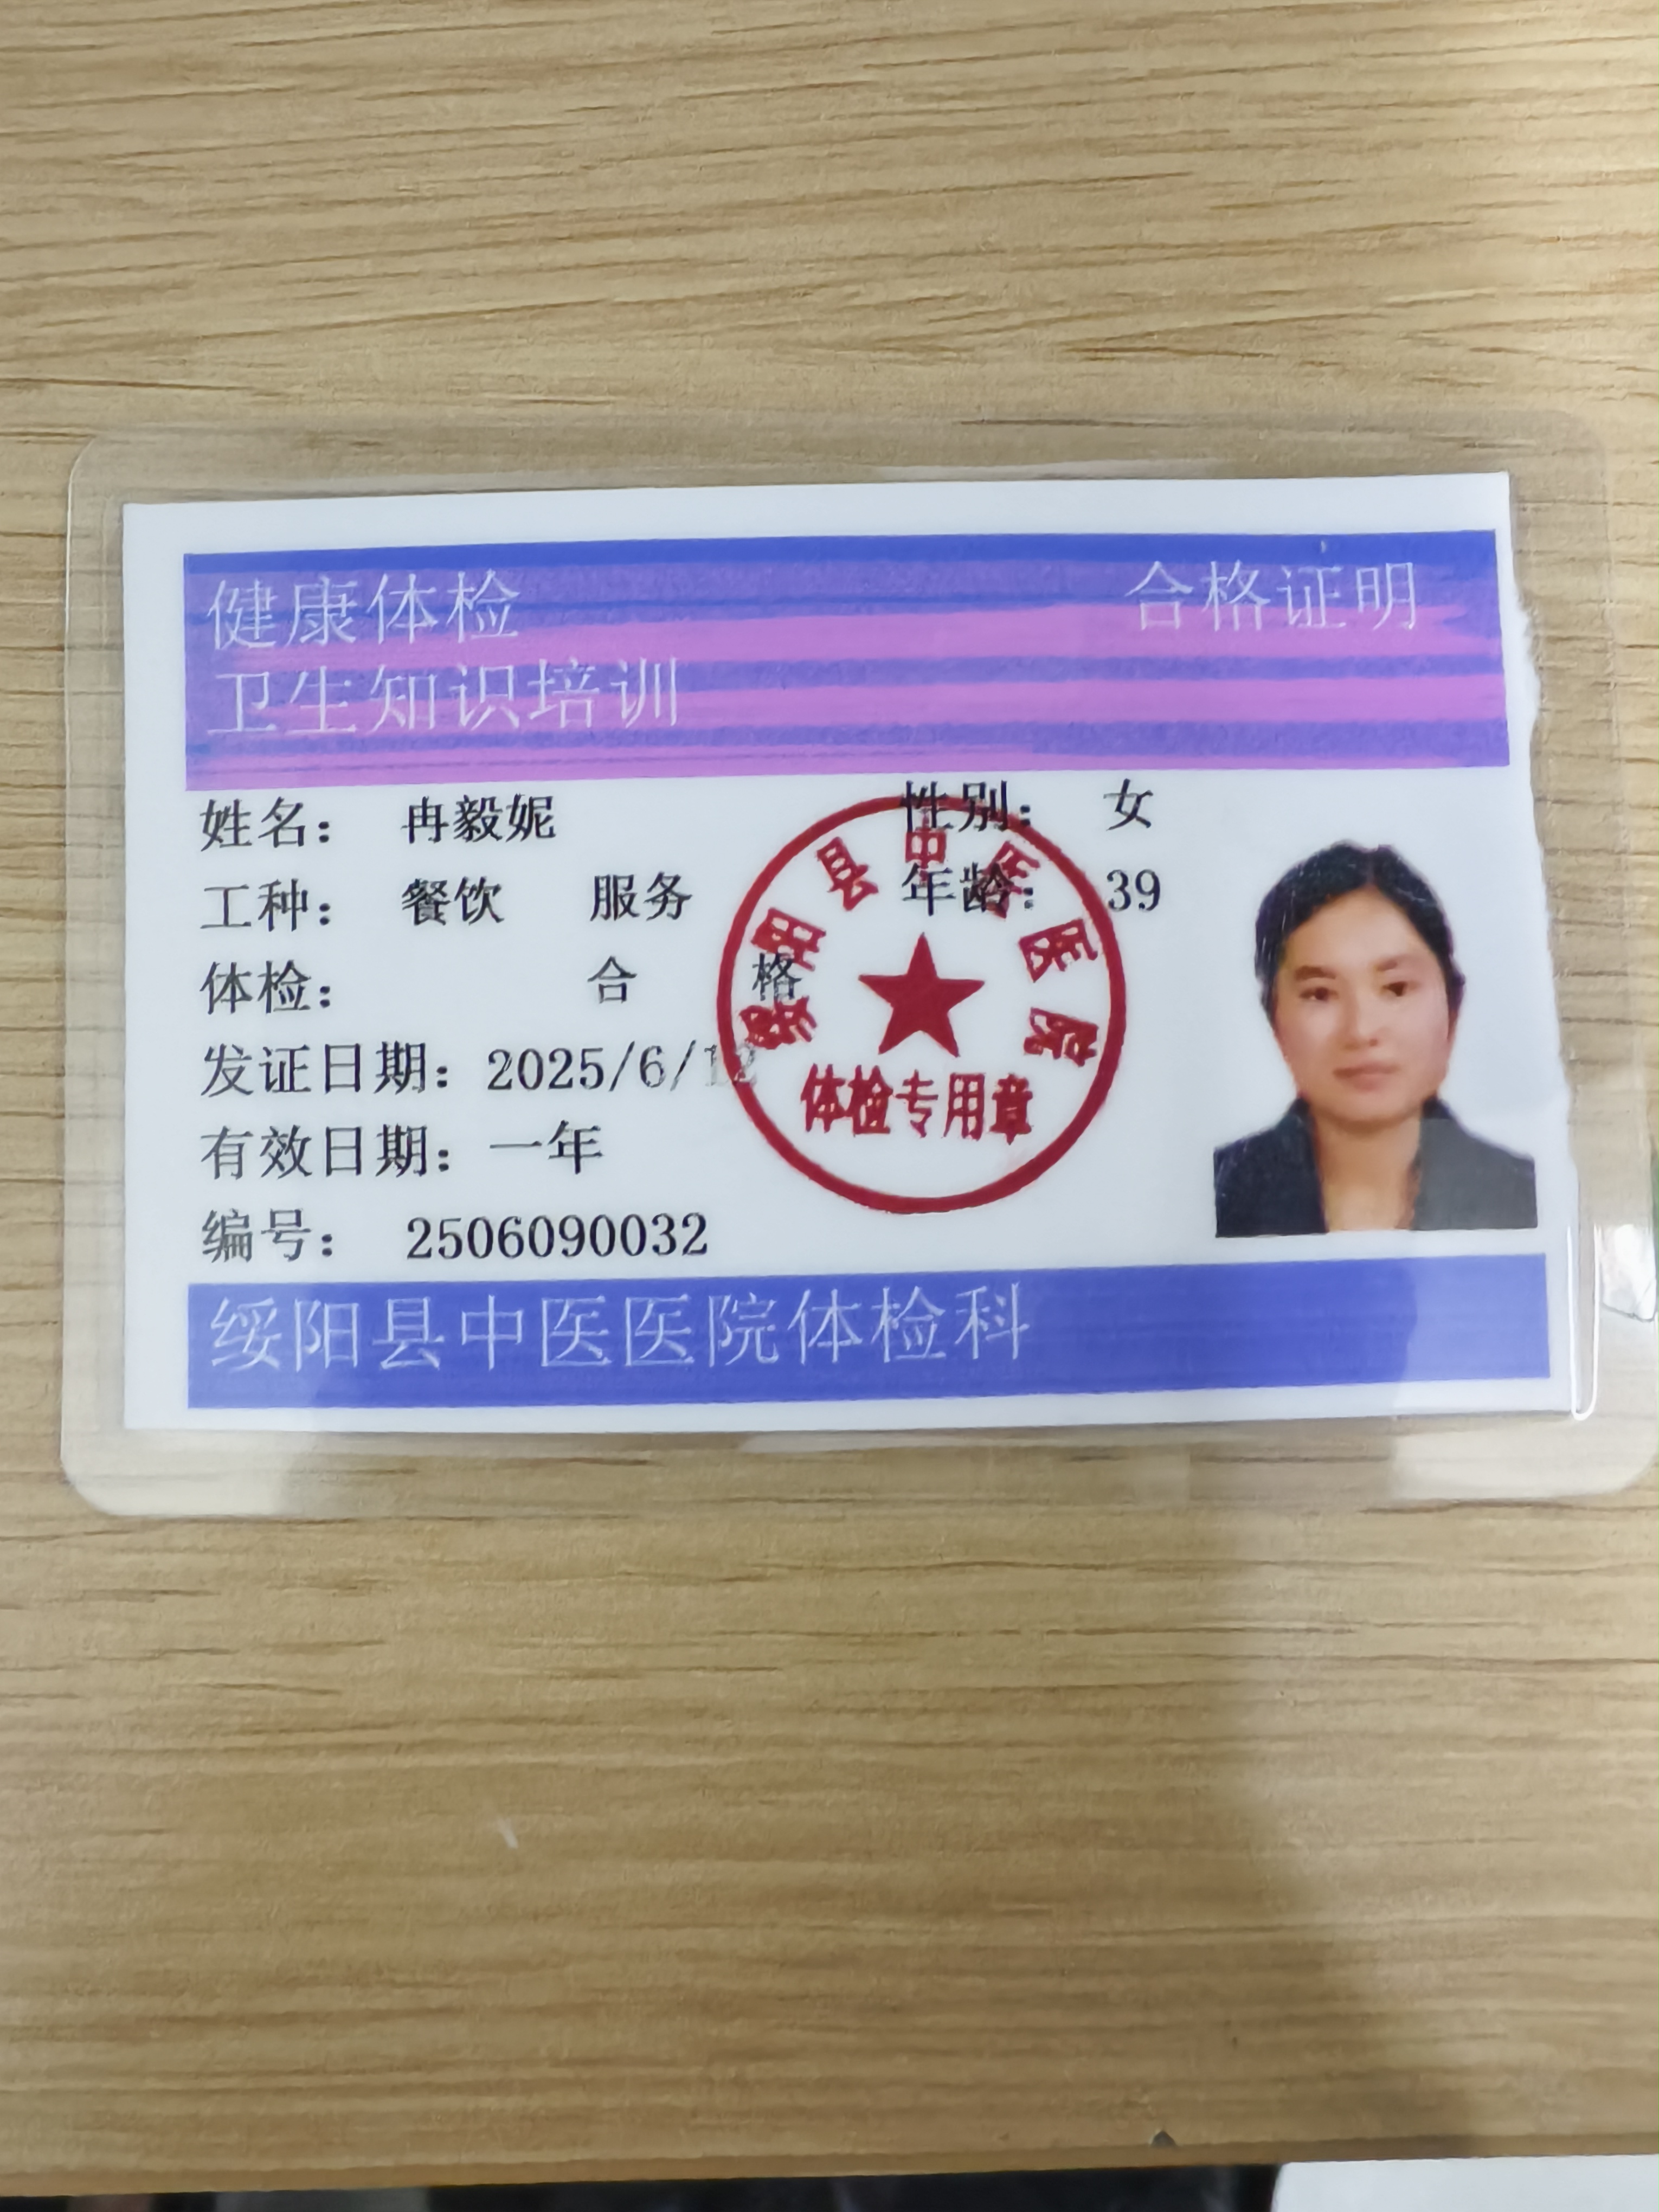 健康体检 合格证明
卫生知识培训
姓名： 冉毅妮 性别： 女
工种： 餐饮 服务 年龄： 39
体检： 合 格
发证日期：2025/6/12
有效日期：一年
编号： 2506090032
绥阳县中医医院体检科
绥阳县中医医院
体检专用章